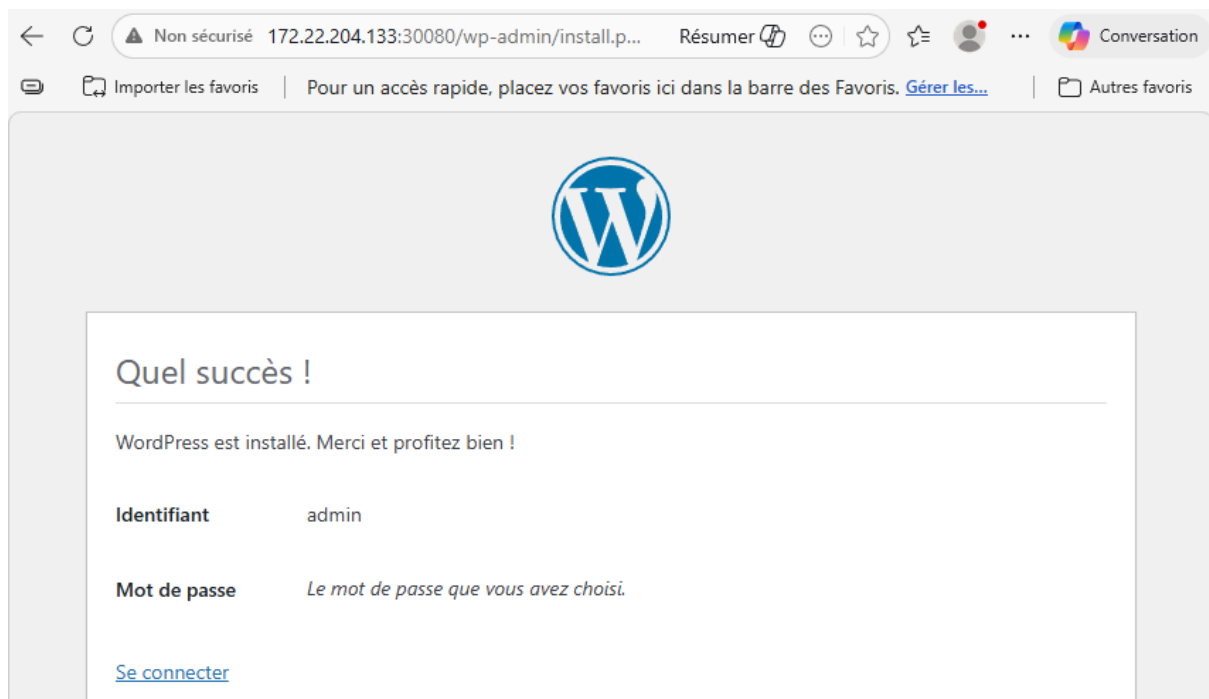 Non sécurisé 172.22.204.133:30080/wp-admin/install.p... Résumer Conversation
Importer les favoris Pour un accès rapide, placez vos favoris ici dans la barre des Favoris. Gérer les... Autres favoris
Quel succès !
WordPress est installé. Merci et profitez bien !
Identifiant admin
Mot de passe Le mot de passe que vous avez choisi.
Se connecter